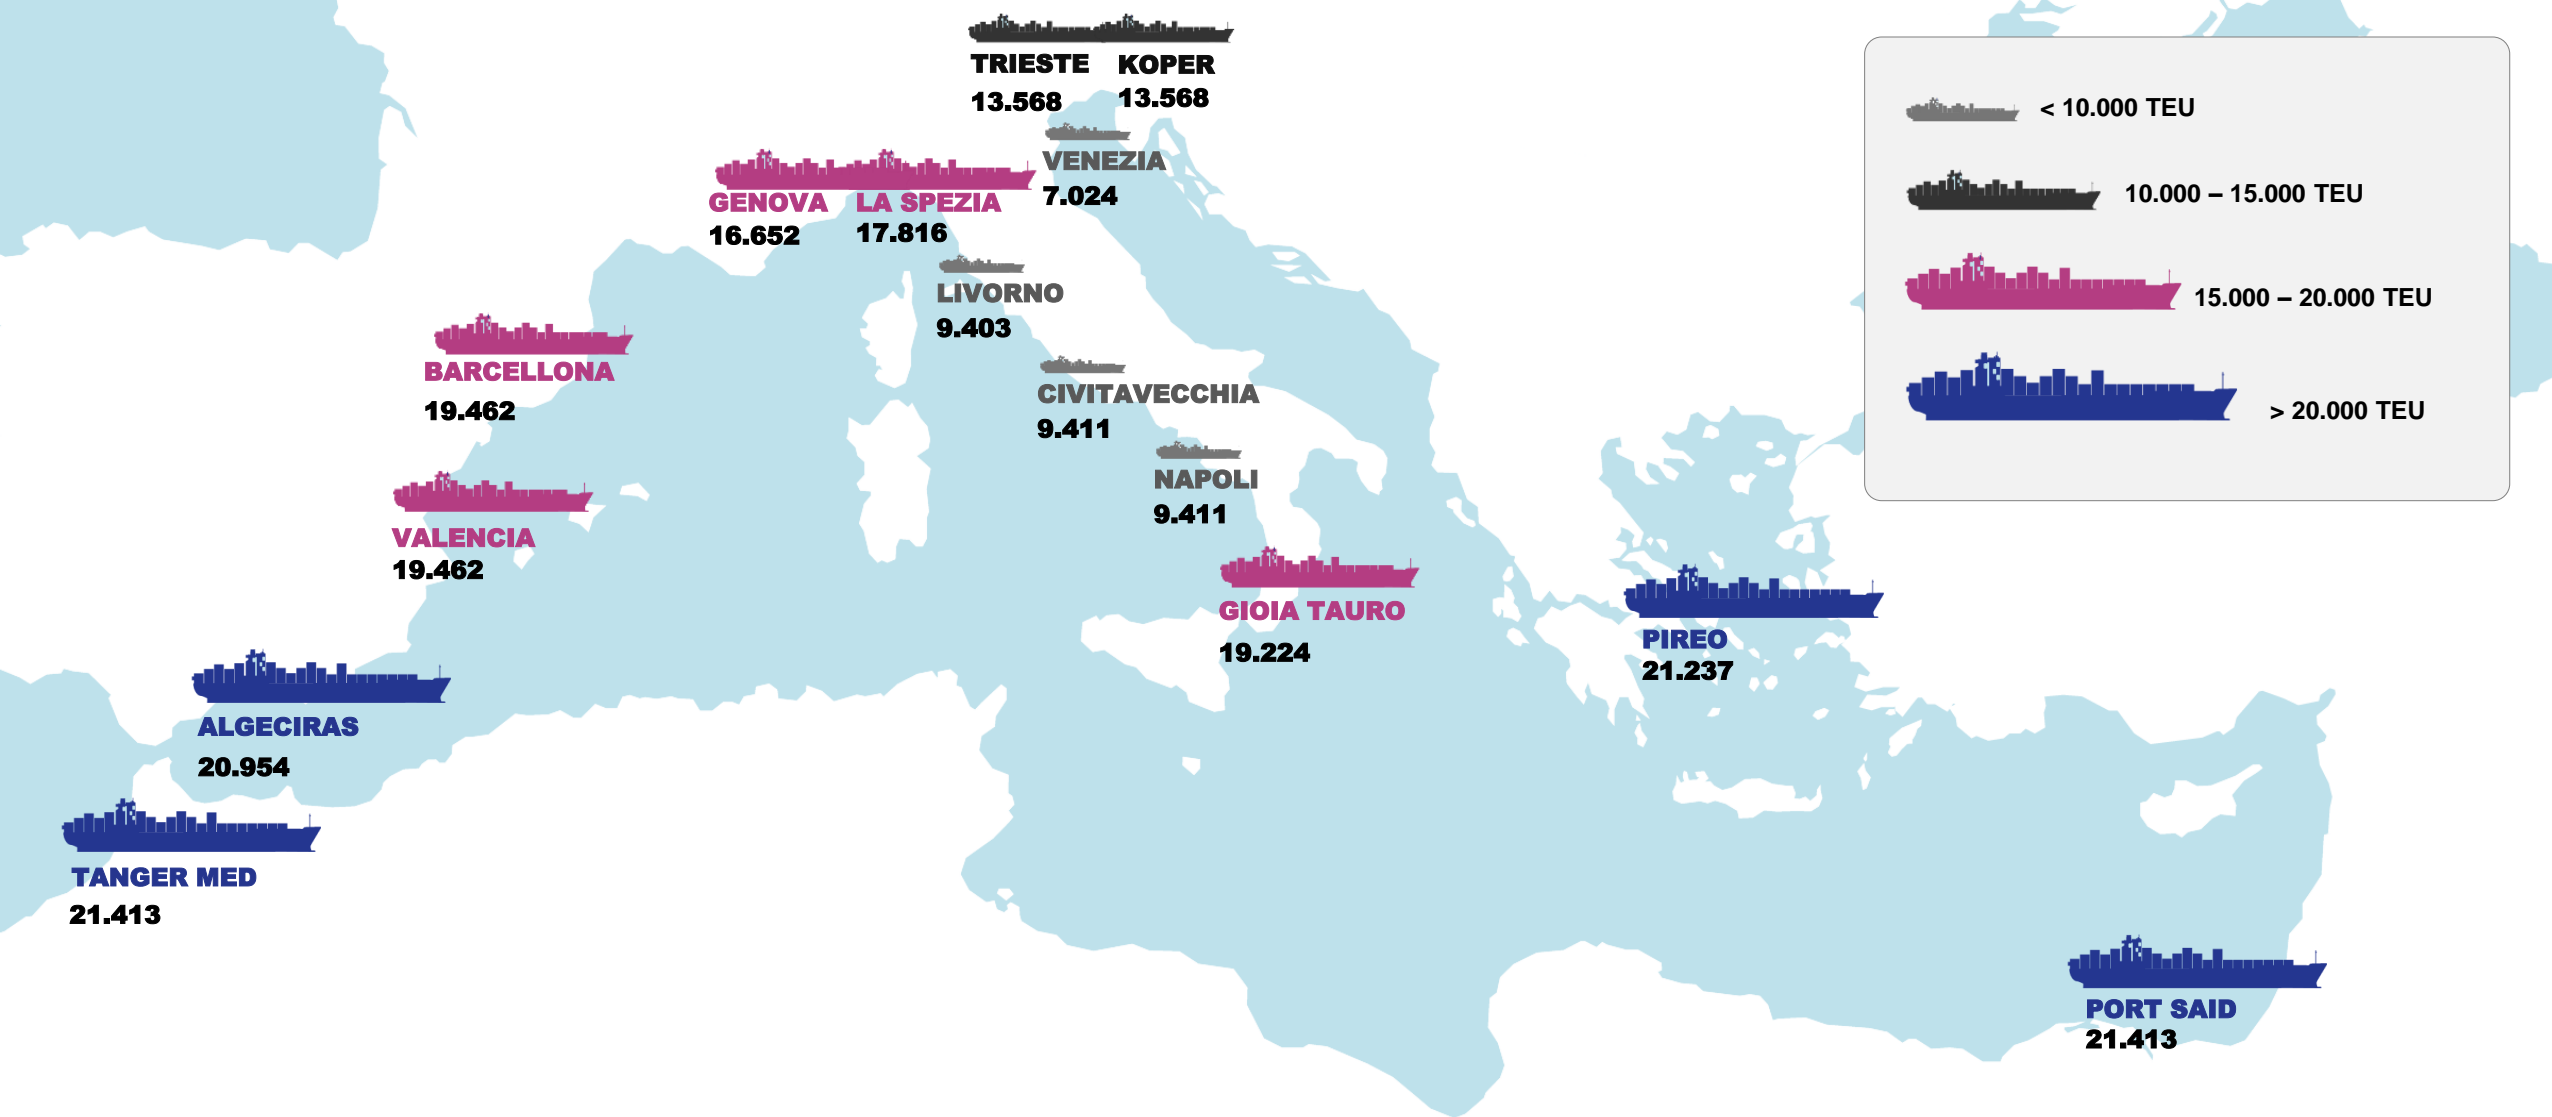 TRIESTE
13.568
KOPER
13.568
VENEZIA
7.024
GENOVA
16.652
LA SPEZIA
17.816
LIVORNO
9.403
BARCELLONA
19.462
CIVITAVECCHIA
9.411
NAPOLI
9.411
VALENCIA
19.462
GIOIA TAURO
19.224
PIREO
21.237
ALGECIRAS
20.954
TANGER MED
21.413
PORT SAID
21.413
< 10.000 TEU
10.000 – 15.000 TEU
15.000 – 20.000 TEU
> 20.000 TEU